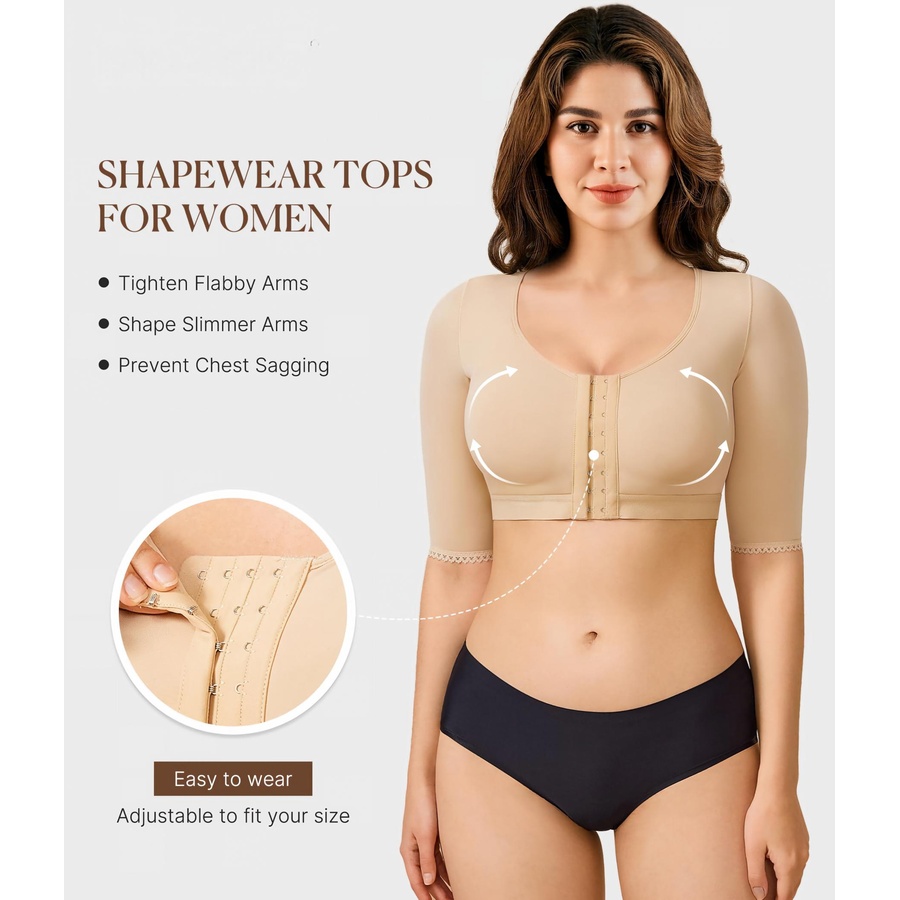 SHAPEWEAR TOPS
FOR WOMEN
Tighten Flabby Arms
Shape Slimmer Arms
Prevent Chest Sagging
Easy to wear
Adjustable to fit your size